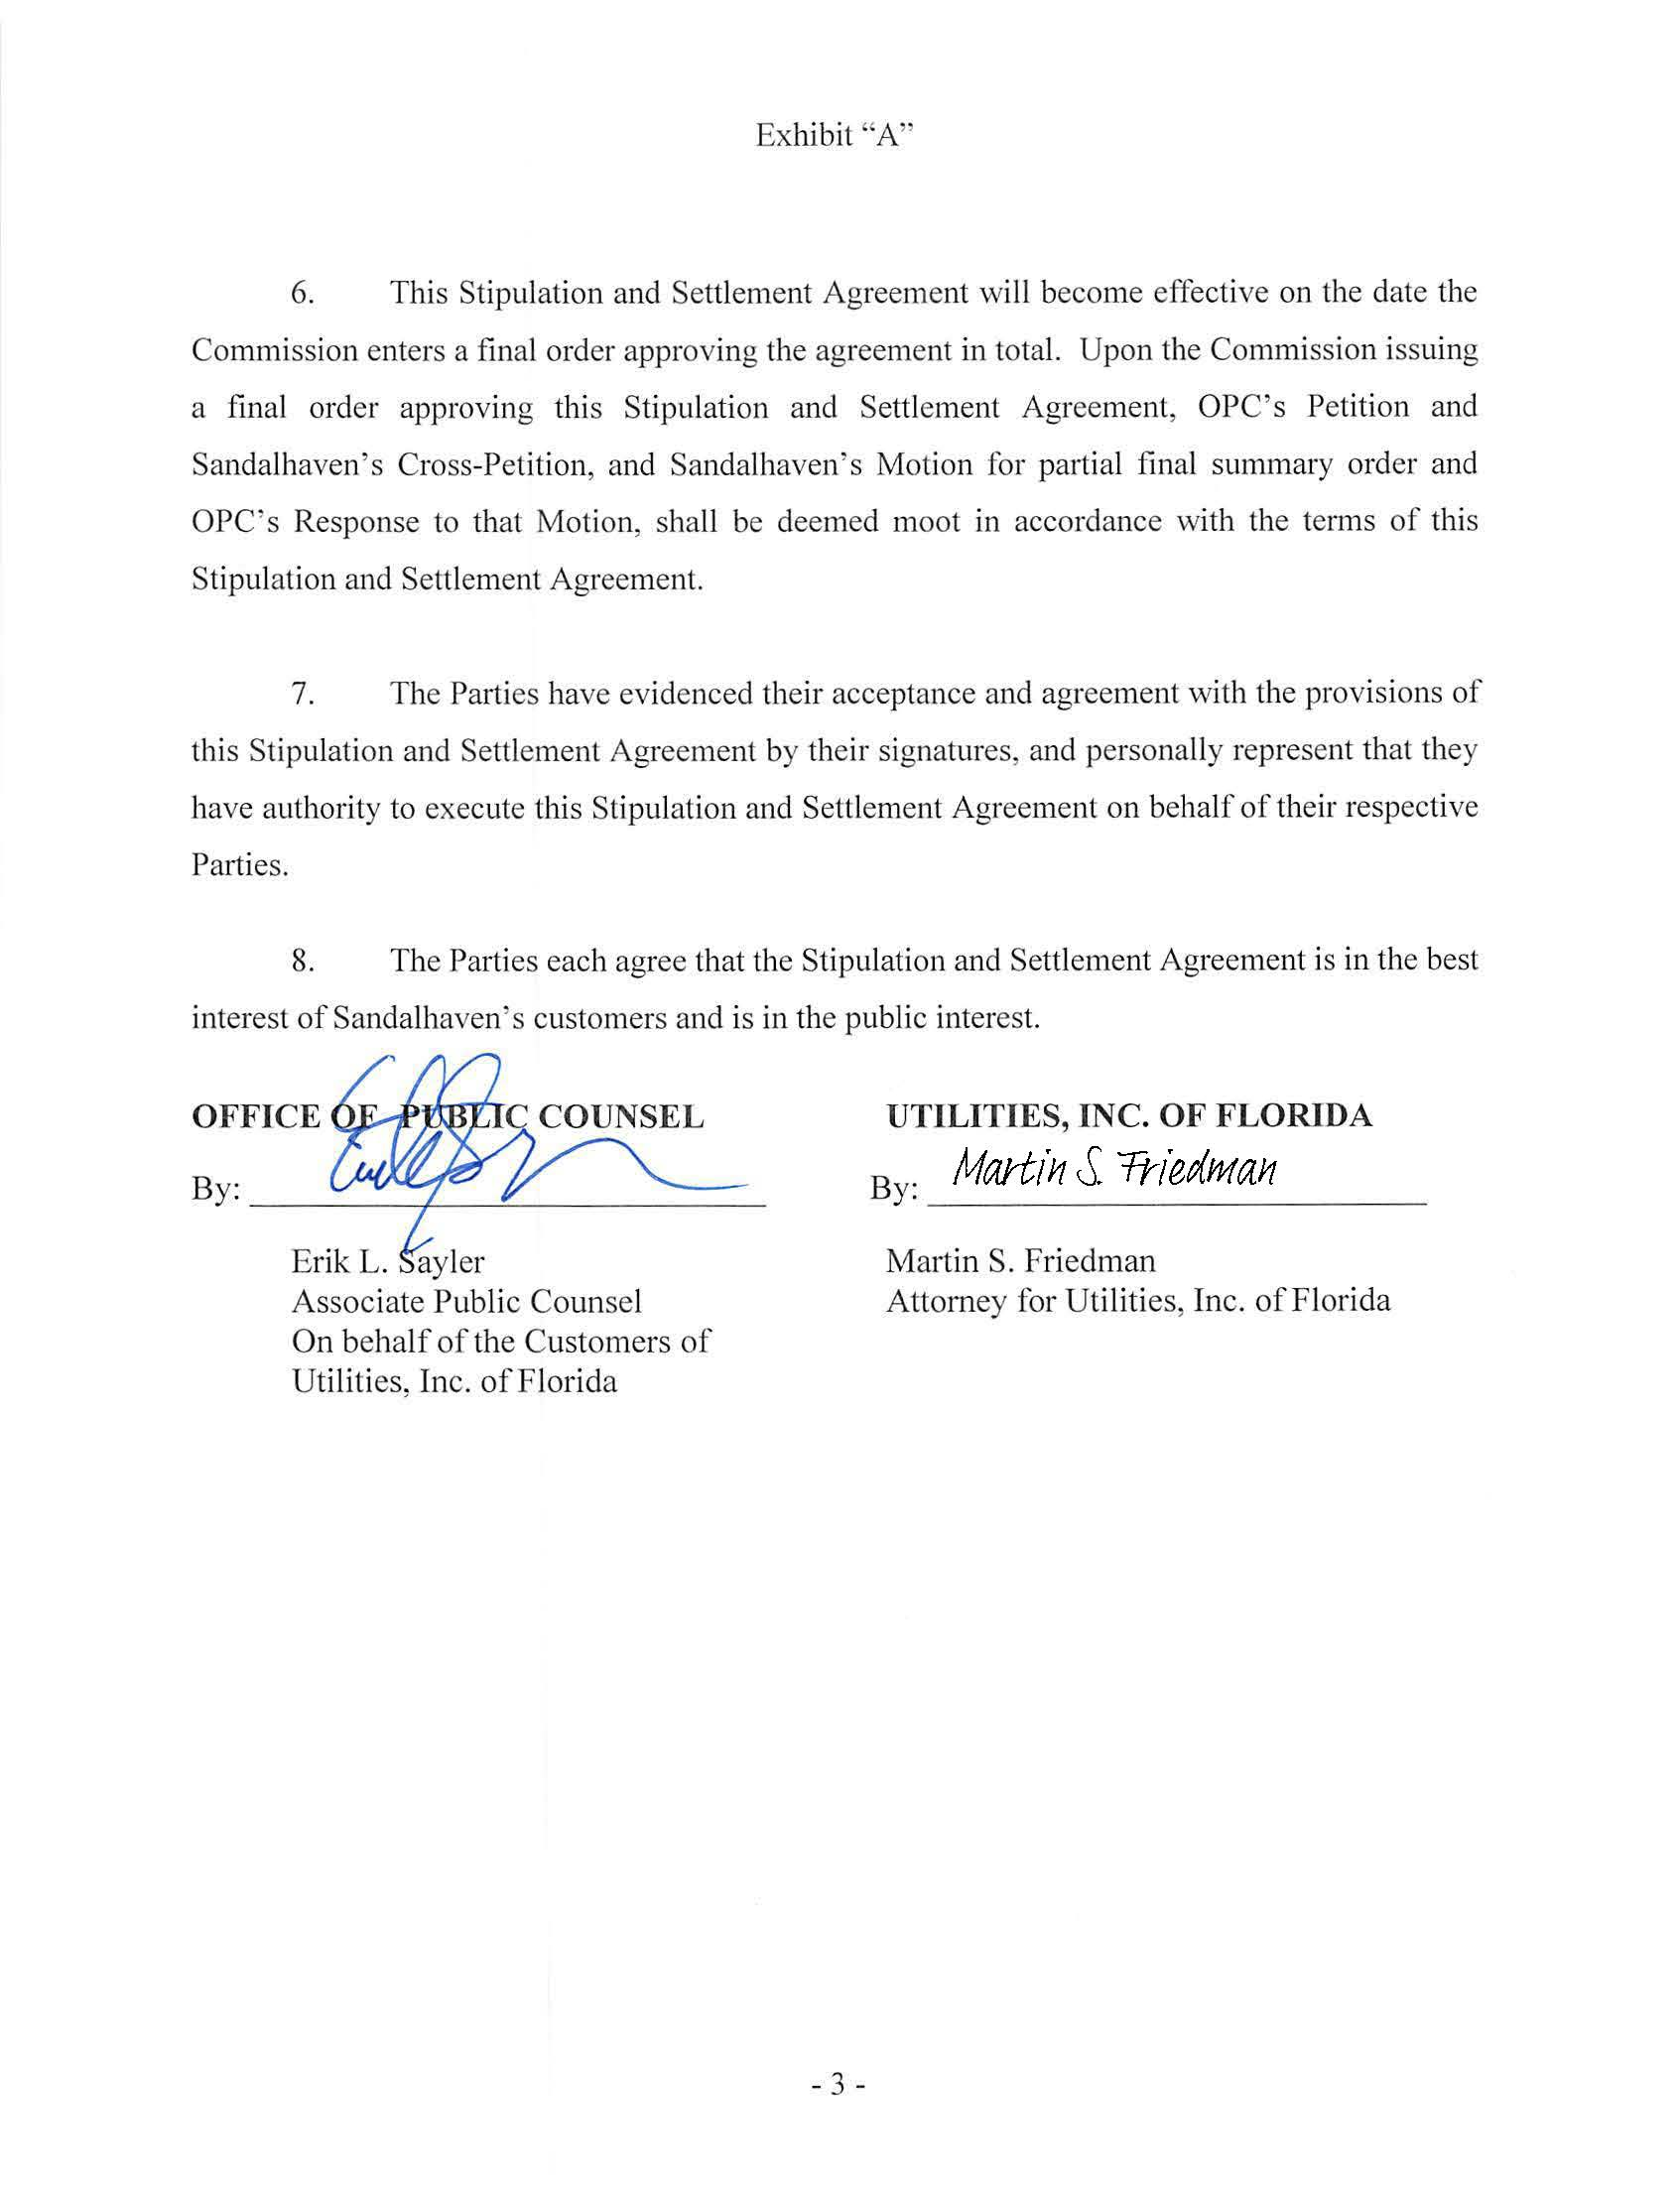 Exhibit “A”
6. This Stipulation and Settlement Agreement will become effective on the date the
Commission enters a final order approving the agreement in total. Upon the Commission issuing
a final order approving this Stipulation and Settlement Agreement, OPC’s Petition and
Sandalhaven’s Cross-Petition, and Sandalhaven’s Motion for partial final summary order and
OPC’s Response to that Motion, shall be deemed moot in accordance with the terms of this
Stipulation and Settlement Agreement.
7. The Parties have evidenced their acceptance and agreement with the provisions of
this Stipulation and Settlement Agreement by their signatures, and personally represent that they
have authority to execute this Stipulation and Settlement Agreement on behalf of their respective
Parties.
8. The Parties each agree that the Stipulation and Settlement Agreement is in the best
interest of Sandalhaven’s customers and is in the public interest.
OFFICE OF PUBLIC COUNSEL
By:
Erik L. Sayler
Associate Public Counsel
On behalf of the Customers of
Utilities, Inc. of Florida
UTILITIES, INC. OF FLORIDA
By: Martin S. Friedman
Martin S. Friedman
Attorney for Utilities, Inc. of Florida
- 3 -